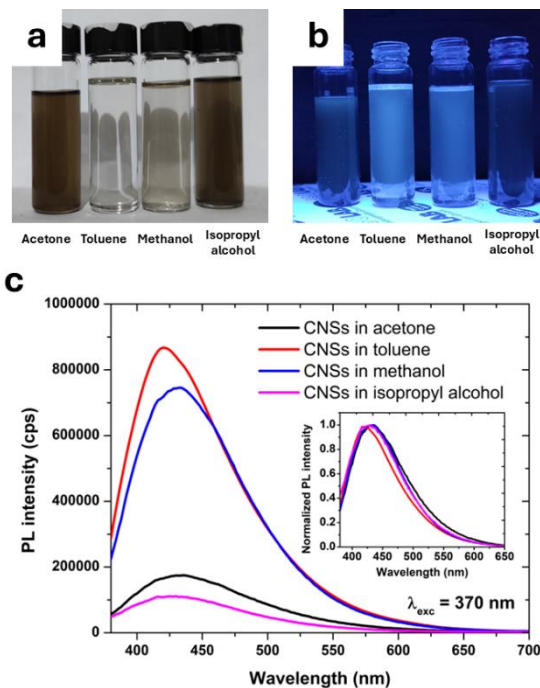 a
b
Acetone Toluene Methanol Isopropyl alcohol
Acetone Toluene Methanol Isopropyl alcohol
c
1000000
800000
600000
400000
200000
0
PL intensity (cps)
CNSs in acetone
CNSs in toluene
CNSs in methanol
CNSs in isopropyl alcohol
Normalized PL intensity
1.0
0.8
0.6
0.4
0.2
0.0
400 450 500 550 600 650
Wavelength (nm)
λexc = 370 nm
400 450 500 550 600 650 700
Wavelength (nm)